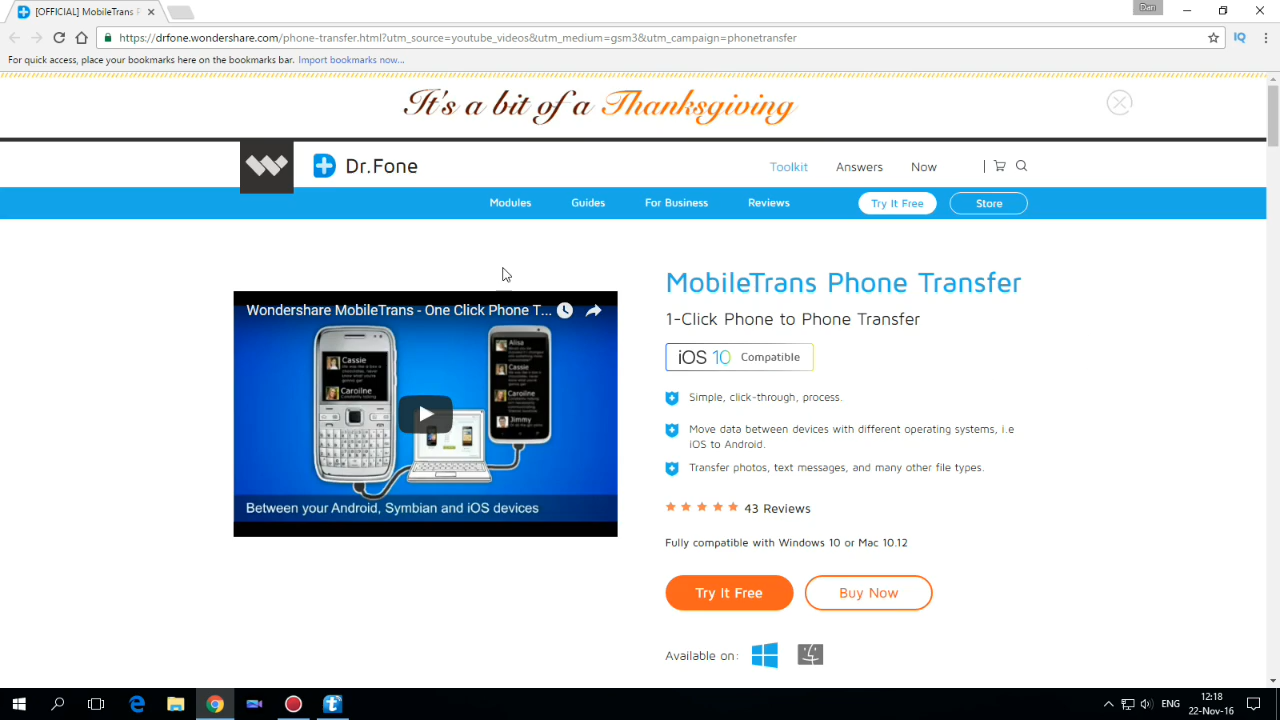 [OFFICIAL] MobileTrans P
Den
https://drfone.wondershare.com/phone-transfer.html?utm_source=youtube_videos&utm_medium=gsm3&utm_campaign=phonetransfer
IQ
For quick access, place your bookmarks here on the bookmarks bar. Import bookmarks now...
It's a bit of a Thanksgiving
Dr.Fone
Toolkit Answers Now
Modules Guides For Business Reviews Try It Free Store
Wondershare MobileTrans - One Click Phone T...
Cassie
Caroilne
Alisa
Cassie
Caroilne
Jimmy
Between your Android, Symbian and iOS devices
MobileTrans Phone Transfer
1-Click Phone to Phone Transfer
iOS 10 Compatible
Simple, click-through, process.
Move data between devices with different operating systems, i.e
iOS to Android.
Transfer photos, text messages, and many other file types.
43 Reviews
Fully compatible with Windows 10 or Mac 10.12
Try It Free Buy Now
Available on:
ENG
12:18
22-Nov-16